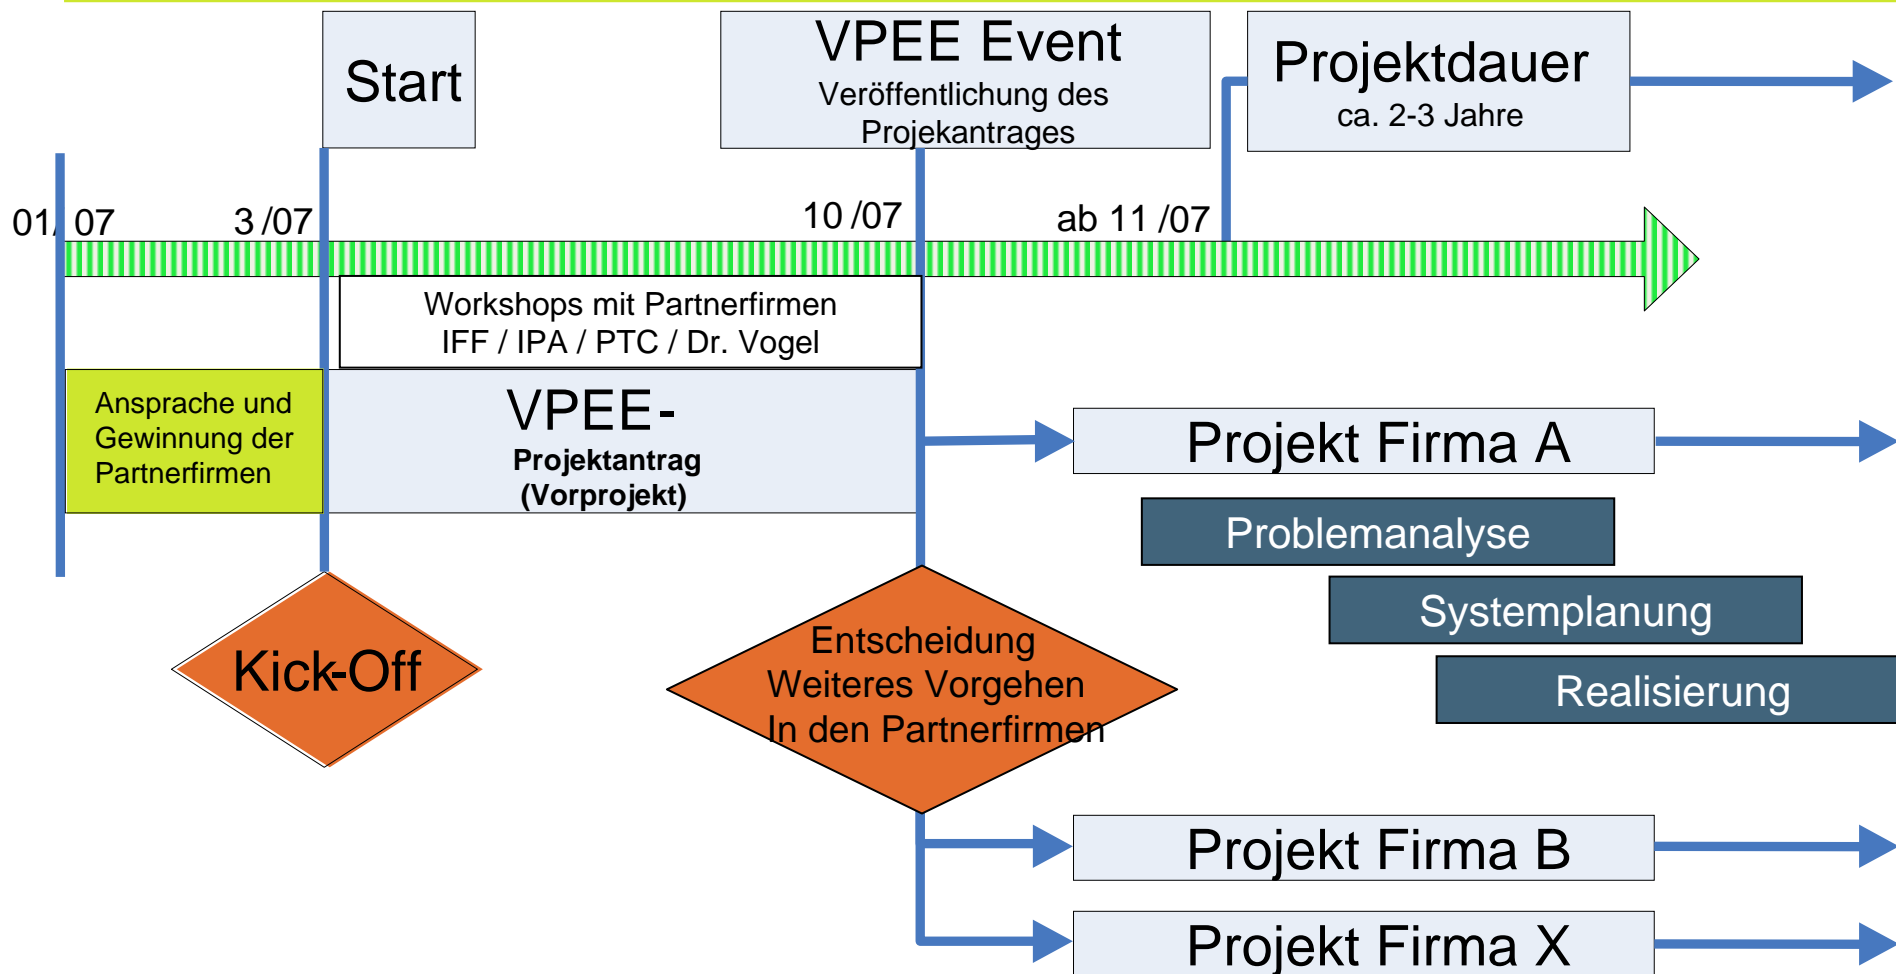 Start
VPEE Event
Veröffentlichung des
Projekantrages
Projektdauer
ca. 2-3 Jahre
01/ 07
3 /07
10 /07
ab 11 /07
Workshops mit Partnerfirmen
IFF / IPA / PTC / Dr. Vogel
Ansprache und
Gewinnung der
Partnerfirmen
VPEE-
Projektantrag
(Vorprojekt)
Projekt Firma A
Problemanalyse
Systemplanung
Realisierung
Kick-Off
Entscheidung
Weiteres Vorgehen
In den Partnerfirmen
Projekt Firma B
Projekt Firma X